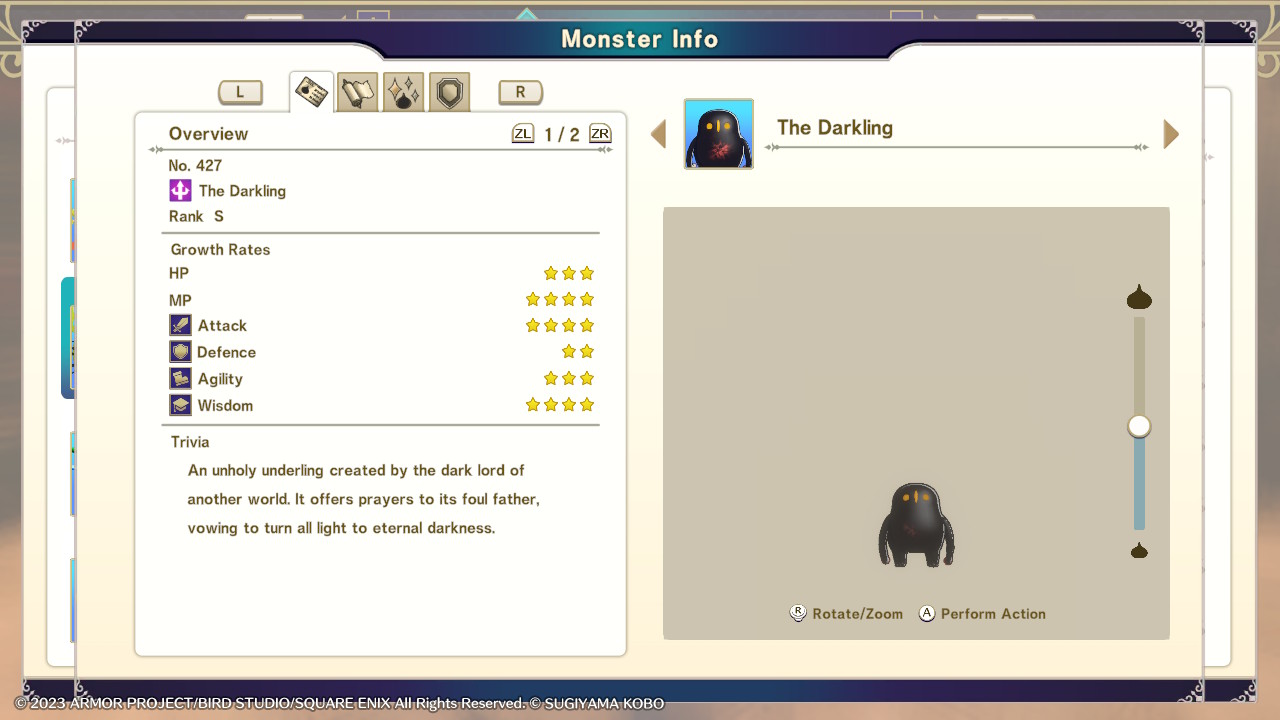 Monster Info
L
R
Overview
ZL 1 / 2 ZR
No. 427
The Darkling
Rank S
Growth Rates
HP
MP
Attack
Defence
Agility
Wisdom
Trivia
An unholy underling created by the dark lord of
another world. It offers prayers to its foul father,
vowing to turn all light to eternal darkness.
The Darkling
R Rotate/Zoom A Perform Action
© 2023 ARMOR PROJECT/BIRD STUDIO/SQUARE ENIX All Rights Reserved. © SUGIYAMA KOBO